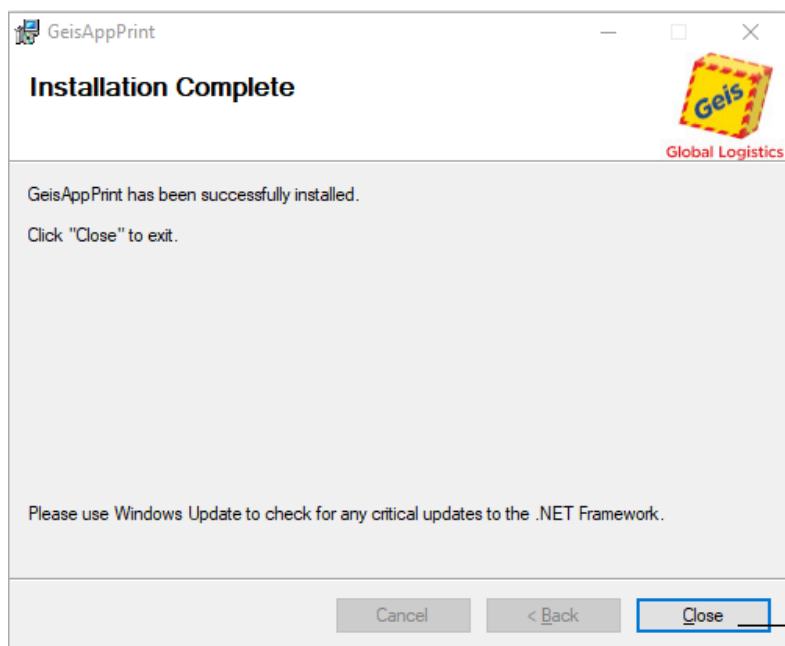 GeisAppPrint
Installation Complete
Geis
Global Logistics
GeisAppPrint has been successfully installed.
Click "Close" to exit.
Please use Windows Update to check for any critical updates to the .NET Framework.
Cancel
< Back
Close